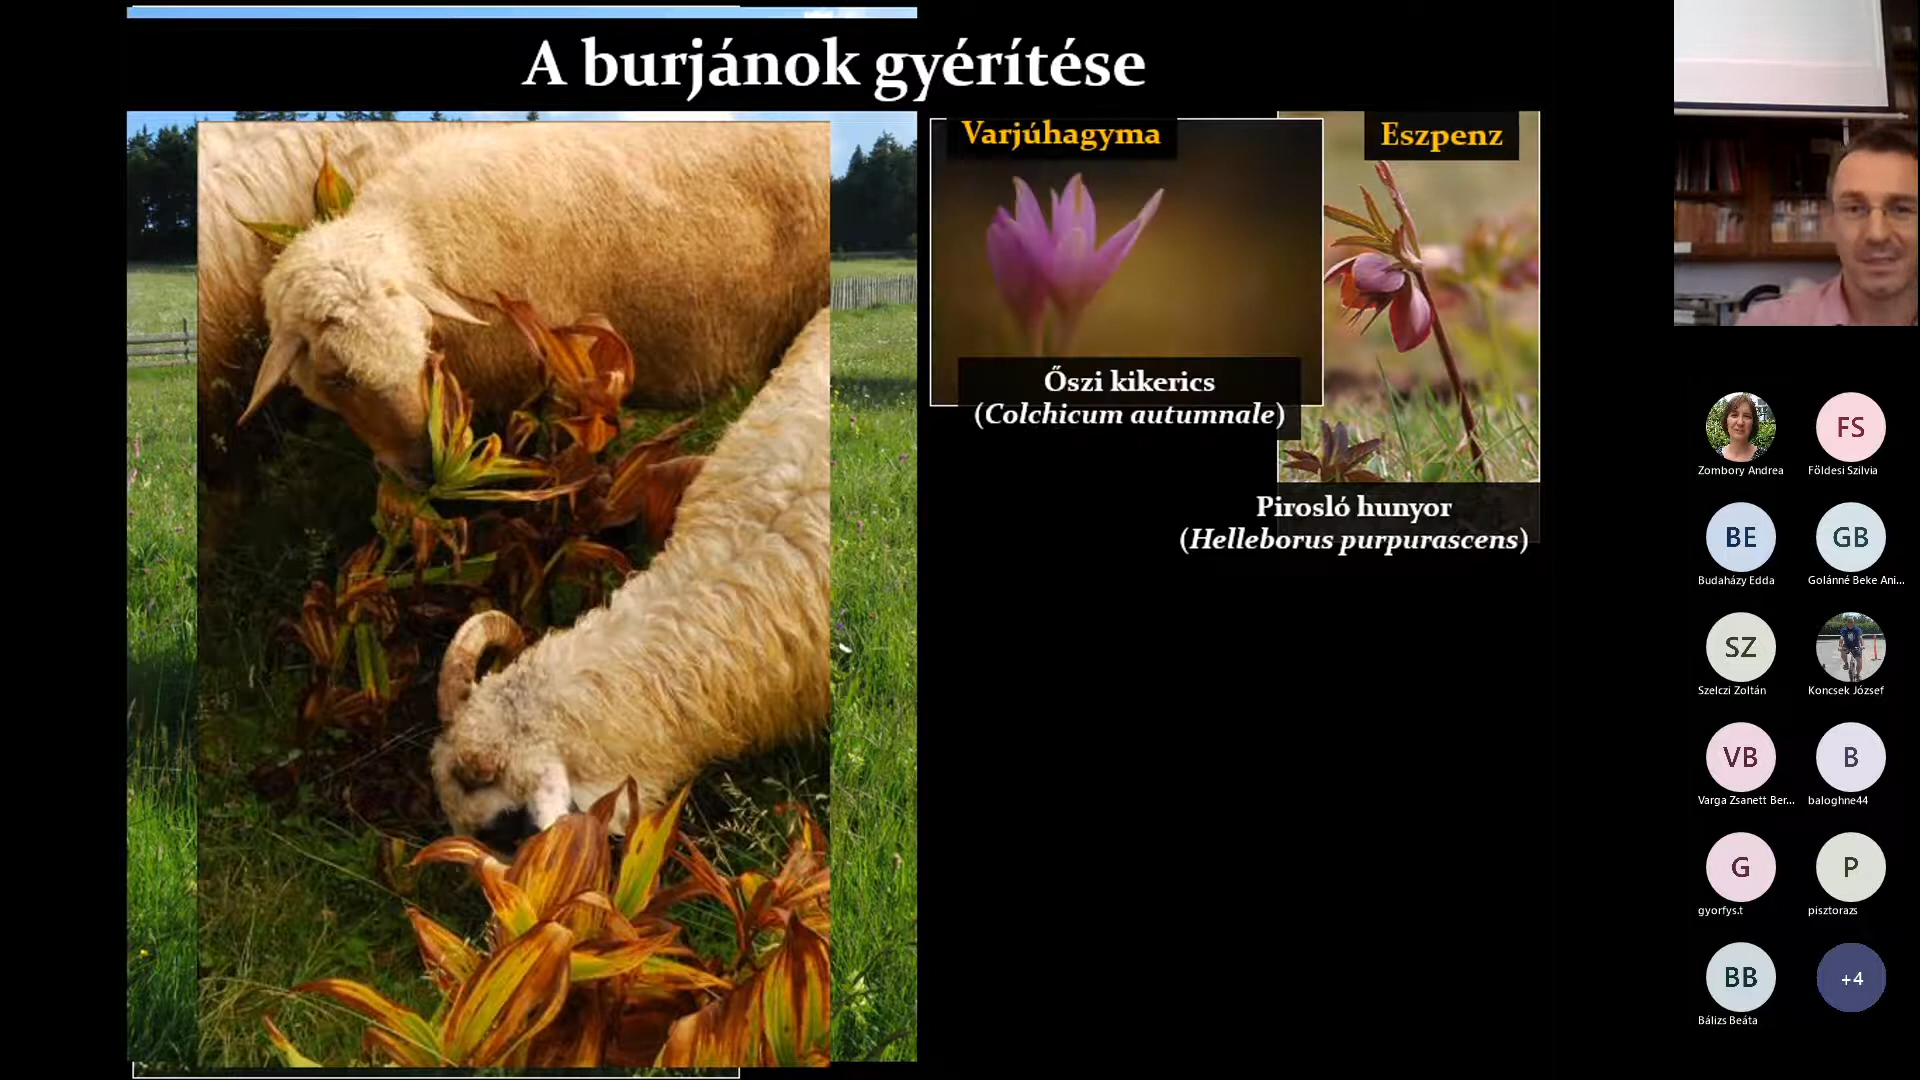 A burjánok gyérítése
Varjúhagyma
Eszpenz
Őszi kikerics
(Colchicum autumnale)
Pirosló hunyor
(Helleborus purpurascens)
Zombory Andrea
FS
Földesi Szilvia
BE
Budaházy Edda
GB
Golánné Beke Ani...
SZ
Szelczi Zoltán
Koncsek József
VB
Varga Zsanett Ber...
B
baloghne44
G
gyorfys.t
P
pisztorazs
BB
Bálizs Beáta
+4